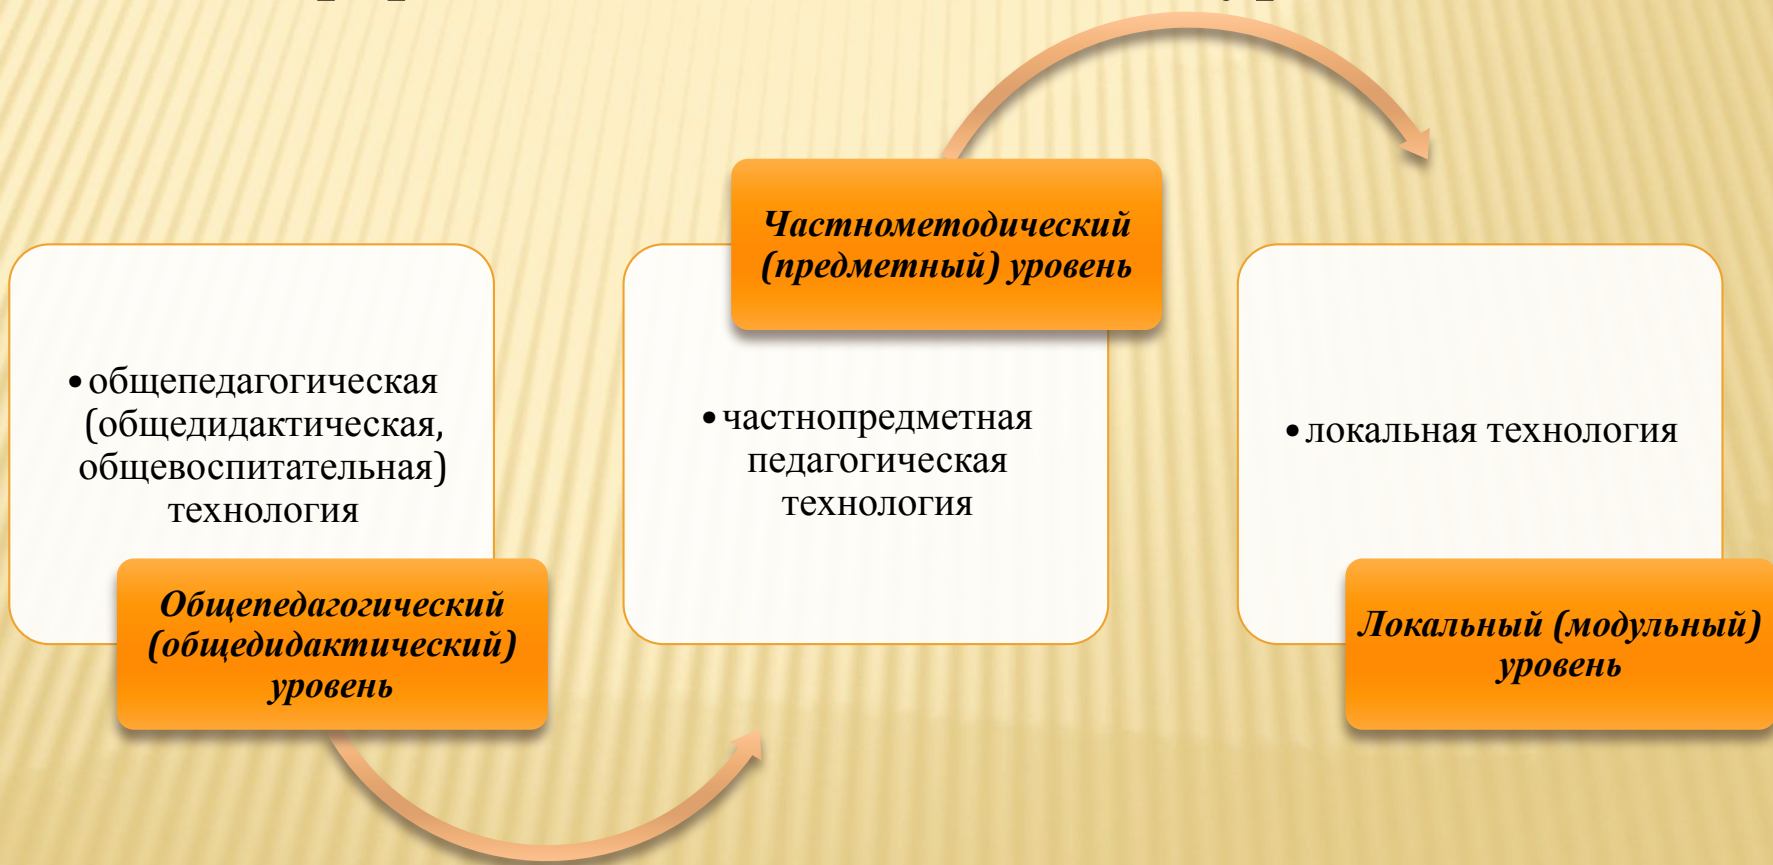 • общепедагогическая
(общедидактическая,
общевоспитательная)
технология
Общепедагогический
(общедидактический)
уровень
Частнометодический
(предметный) уровень
• частнопредметная
педагогическая
технология
• локальная технология
Локальный (модульный)
уровень